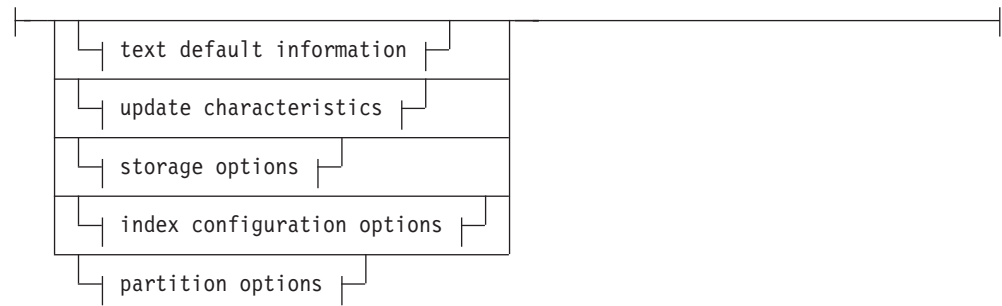 text default information
update characteristics
storage options
index configuration options
partition options